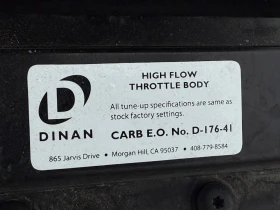 HIGH FLOW
THROTTLE BODY
All tune-up specifications are same as
stock factory settings.
DINAN
CARB E.O. No. D-176-41
865 Jarvis Drive • Morgan Hill, CA 95037 • 408-779-8584